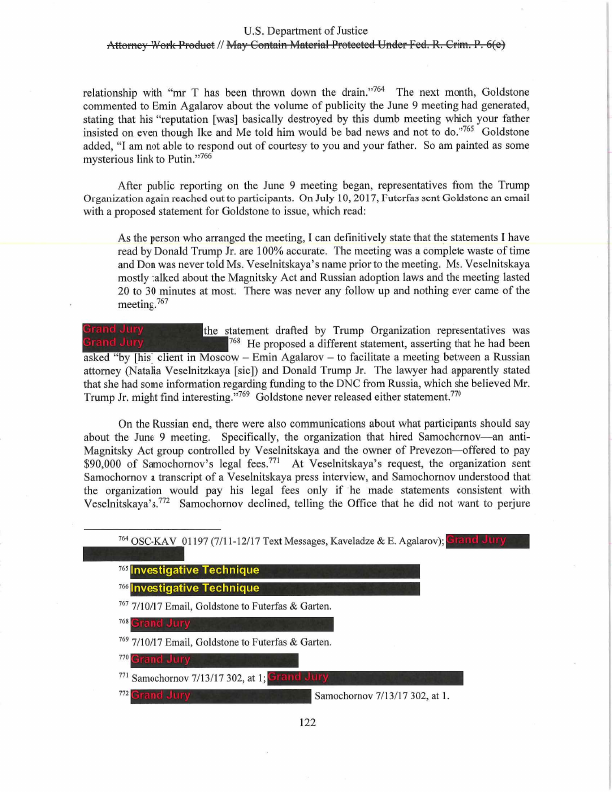 U.S. Department of Justice
Attorney Work Product // May Contain Material Protected Under Fed. R. Crim. P. 6(e)
relationship with “mr T has been thrown down the drain.”764 The next month, Goldstone
commented to Emin Agalarov about the volume of publicity the June 9 meeting had generated,
stating that his “reputation [was] basically destroyed by this dumb meeting which your father
insisted on even though Ike and Me told him would be bad news and not to do.”765 Goldstone
added, “I am not able to respond out of courtesy to you and your father. So am painted as some
mysterious link to Putin.”766
After public reporting on the June 9 meeting began, representatives from the Trump
Organization again reached out to participants. On July 10, 2017, Futerfas sent Goldstone an email
with a proposed statement for Goldstone to issue, which read:
As the person who arranged the meeting, I can definitively state that the statements I have
read by Donald Trump Jr. are 100% accurate. The meeting was a complete waste of time
and Don was never told Ms. Veselnitskaya's name prior to the meeting. Ms. Veselnitskaya
mostly talked about the Magnitsky Act and Russian adoption laws and the meeting lasted
20 to 30 minutes at most. There was never any follow up and nothing ever came of the
meeting.767
Grand Jury the statement drafted by Trump Organization representatives was
Grand Jury 768 He proposed a different statement, asserting that he had been
asked “by [his] client in Moscow – Emin Agalarov – to facilitate a meeting between a Russian
attorney (Natalia Veselnitzkaya [sic]) and Donald Trump Jr. The lawyer had apparently stated
that she had some information regarding funding to the DNC from Russia, which she believed Mr.
Trump Jr. might find interesting.”769 Goldstone never released either statement.770
On the Russian end, there were also communications about what participants should say
about the June 9 meeting. Specifically, the organization that hired Samochornov—an anti-
Magnitsky Act group controlled by Veselnitskaya and the owner of Prevezon—offered to pay
$90,000 of Samochornov's legal fees.771 At Veselnitskaya's request, the organization sent
Samochornov a transcript of a Veselnitskaya press interview, and Samochornov understood that
the organization would pay his legal fees only if he made statements consistent with
Veselnitskaya's.772 Samochornov declined, telling the Office that he did not want to perjure
764 OSC-KAV_01197 (7/11-12/17 Text Messages, Kaveladze & E. Agalarov); Grand Jury
765 Investigative Technique
766 Investigative Technique
767 7/10/17 Email, Goldstone to Futerfas & Garten.
768 Grand Jury
769 7/10/17 Email, Goldstone to Futerfas & Garten.
770 Grand Jury
771 Samochornov 7/13/17 302, at 1; Grand Jury
772 Grand Jury Samochornov 7/13/17 302, at 1.
122